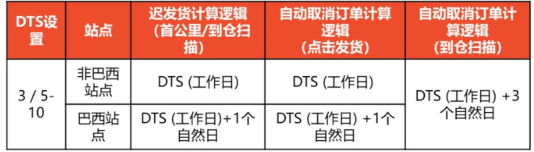 DTS设置
站点
迟发货计算逻辑
(首公里/到仓扫描)
自动取消订单计算逻辑
(点击发货)
自动取消订单计算逻辑
(到仓扫描)
3 / 5-10
非巴西站点
DTS (工作日)
DTS (工作日)
DTS (工作日) +3个自然日
巴西站点
DTS (工作日)+1个自然日
DTS (工作日) +1个自然日